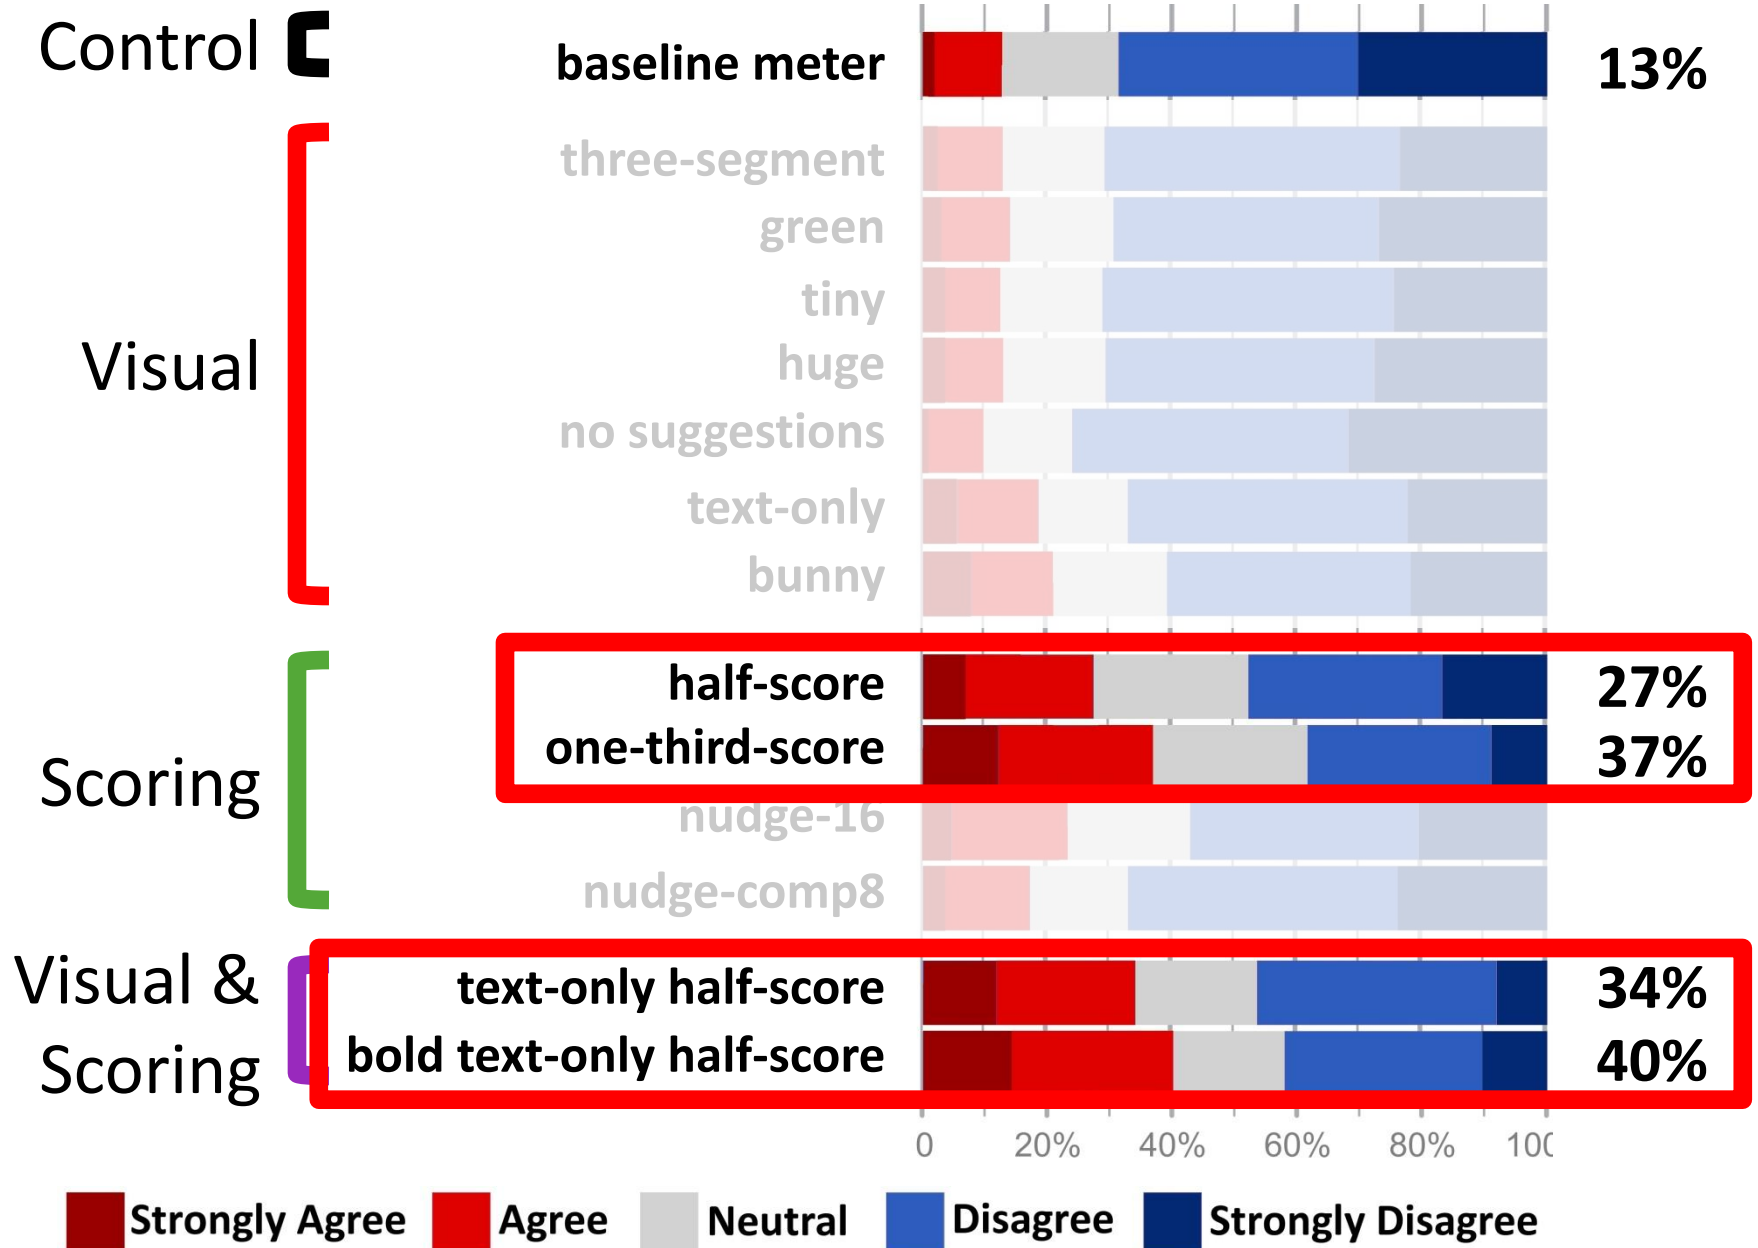 Control
baseline meter 13%
three-segment
green
tiny
Visual
huge
no suggestions
text-only
bunny
half-score 27%
one-third-score 37%
Scoring
nudge-16
nudge-comp8
Visual &
Scoring
text-only half-score 34%
bold text-only half-score 40%
0 20% 40% 60% 80% 100
Strongly Agree Agree Neutral Disagree Strongly Disagree